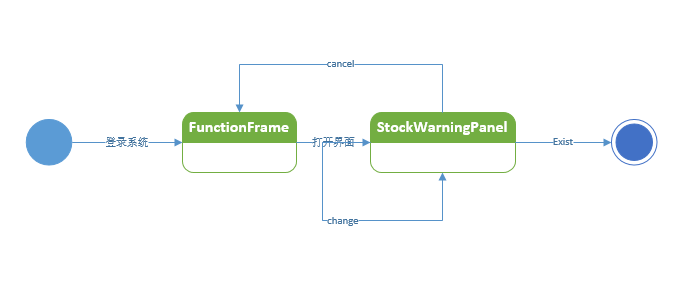 cancel
FunctionFrame
StockWarningPanel
登录系统
打开界面
Exist
change